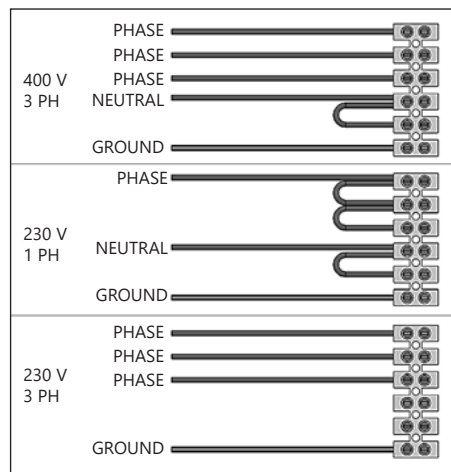 PHASE
PHASE
400 V
PHASE
3 PH
NEUTRAL
GROUND
PHASE
230 V
NEUTRAL
1 PH
GROUND
PHASE
PHASE
230 V
PHASE
3 PH
GROUND